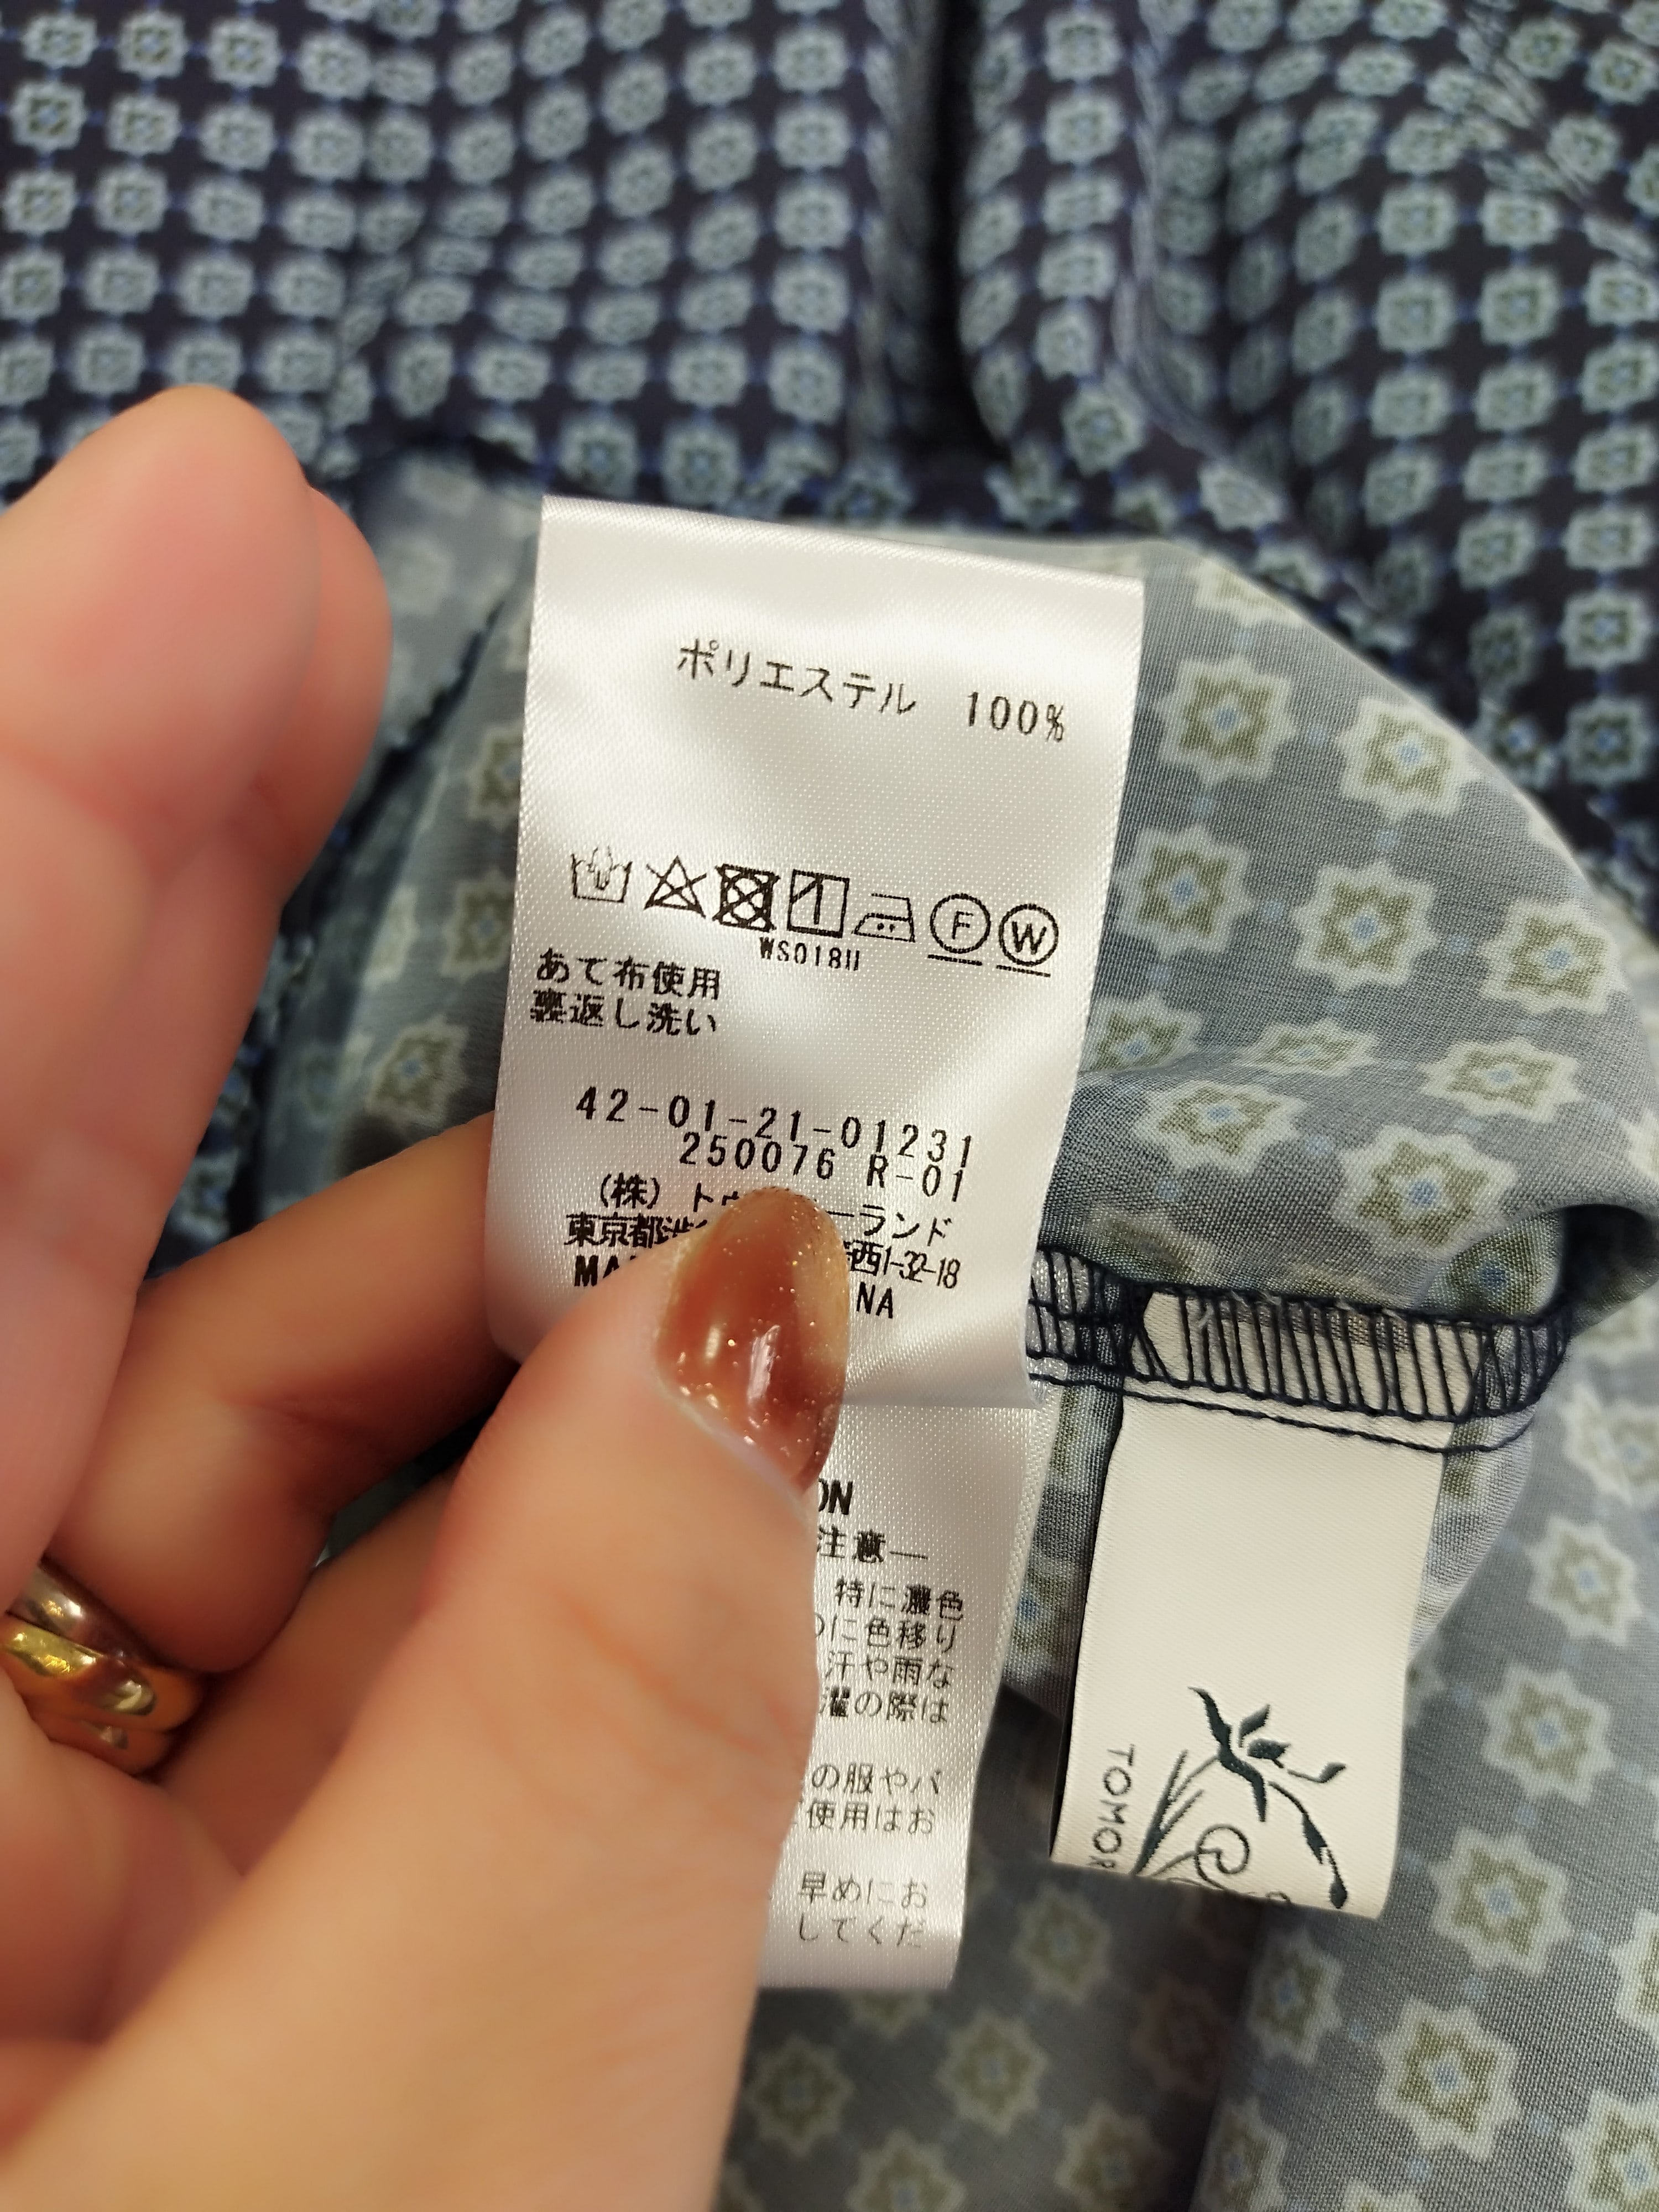 ポリエステル 100%
F W
WS018U
あて布使用
裏返し洗い
42-01-21-01231
250076 R-01
(株) ト ーランド
東京都渋 西1-32-18
MA NA
ON
注意—
特に濃色
に色移り
汗や雨な
濯の際は
の服やバ
使用はお
早めにお
してくだ
TOMOR